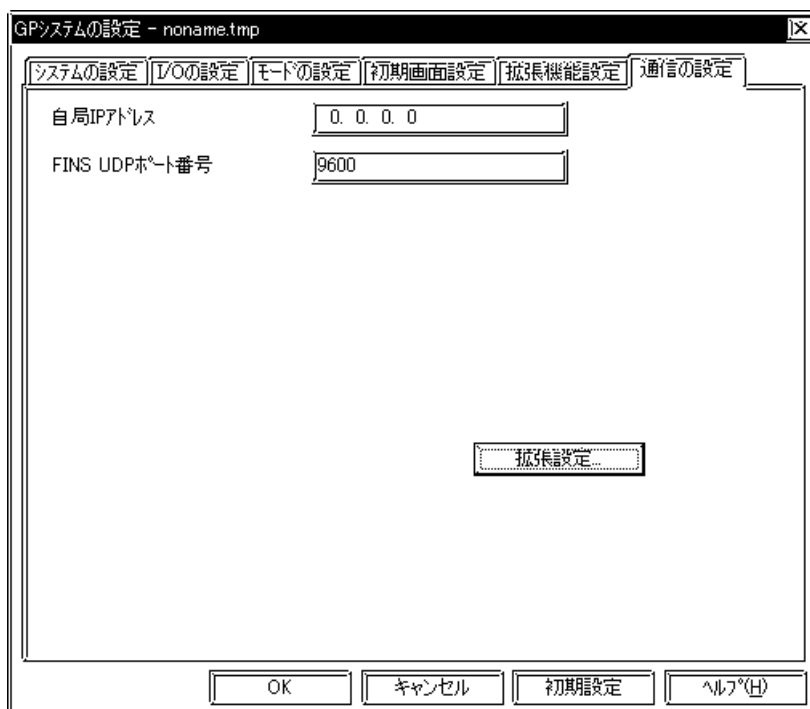 GPｼｽﾃﾑの設定 - noname.tmp
ｼｽﾃﾑの設定 I/Oの設定 ﾓｰﾄﾞの設定 初期画面設定 拡張機能設定 通信の設定
自局IPｱﾄﾞﾚｽ 0. 0. 0. 0
FINS UDPﾎﾟｰﾄ番号 9600
拡張設定...
OK キャンセル 初期設定 ﾍﾙﾌﾟ(H)